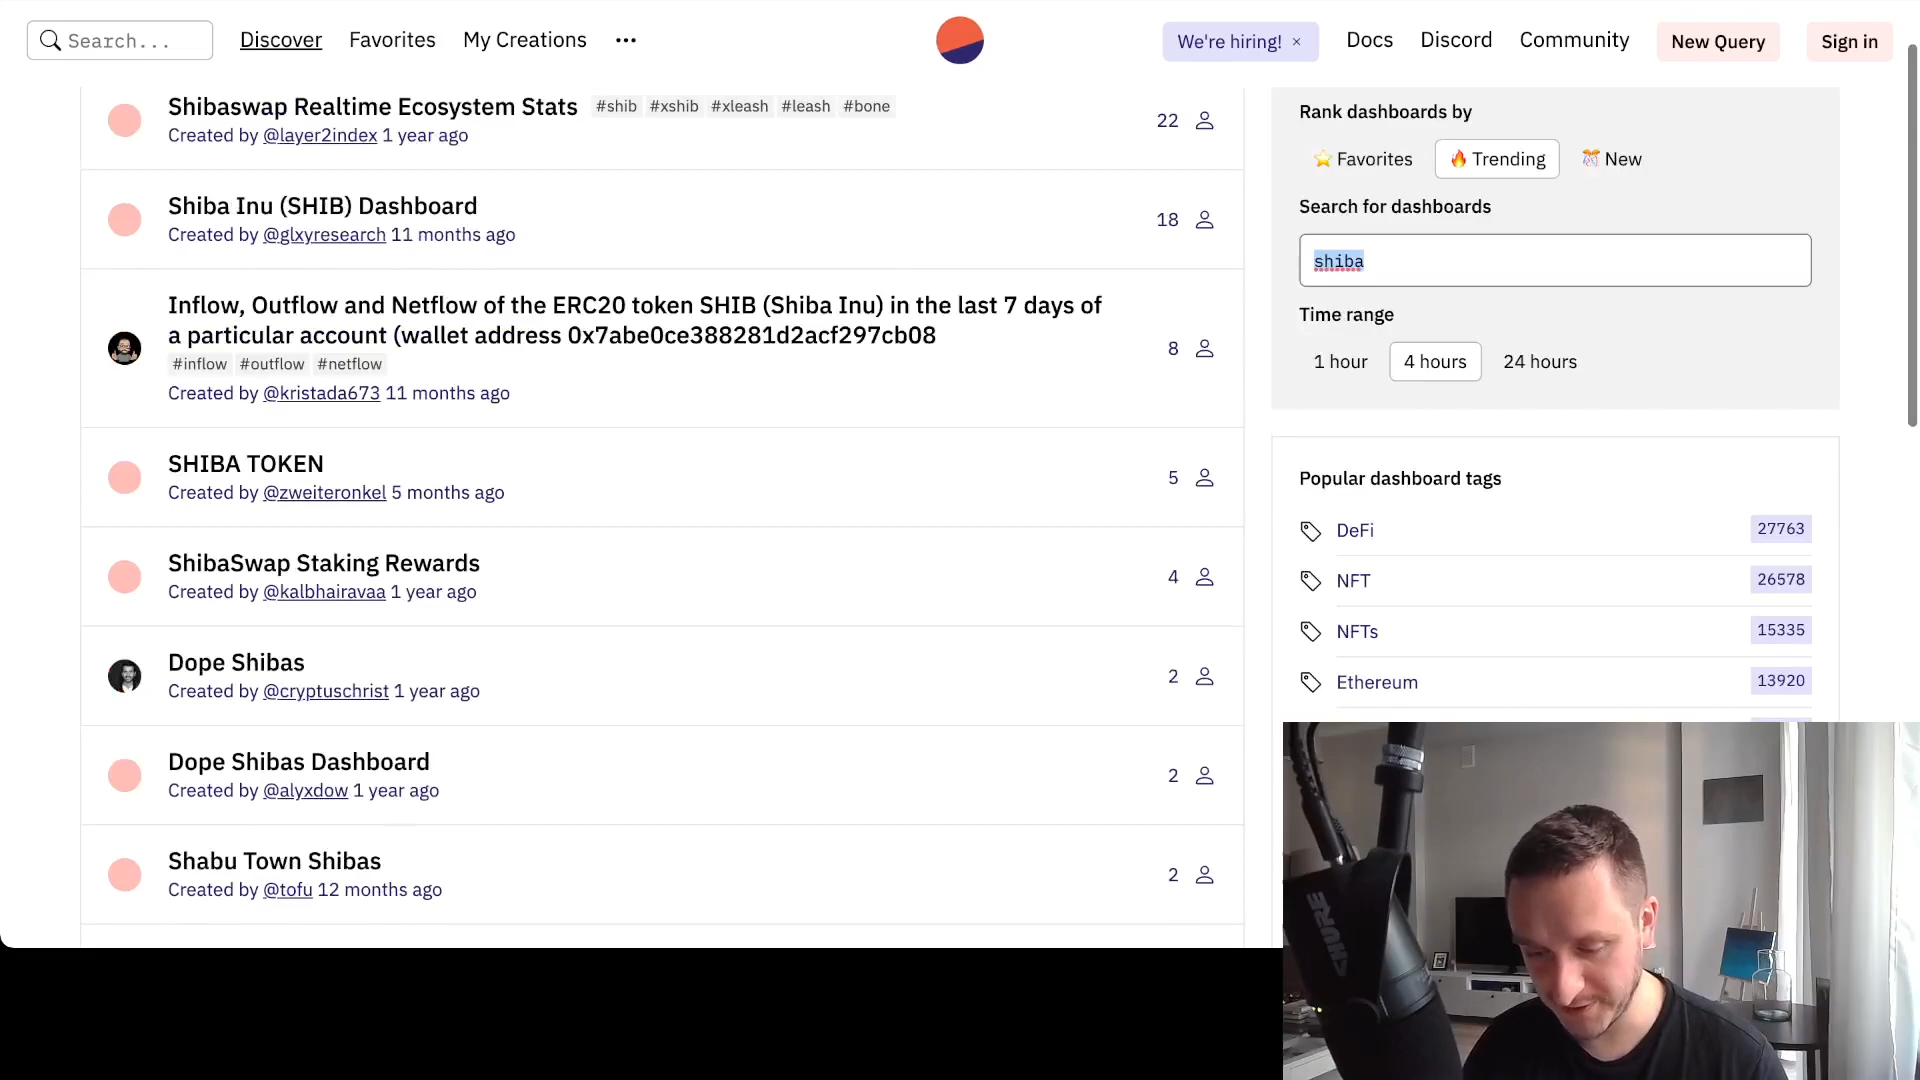 Search...
Discover
Favorites
My Creations
We're hiring! ×
Docs
Discord
Community
New Query
Sign in
Shibaswap Realtime Ecosystem Stats #shib #xshib #xleash #leash #bone
Created by @layer2index 1 year ago
22
Shiba Inu (SHIB) Dashboard
Created by @glxyresearch 11 months ago
18
Inflow, Outflow and Netflow of the ERC20 token SHIB (Shiba Inu) in the last 7 days of
a particular account (wallet address 0x7abe0ce388281d2acf297cb08
#inflow #outflow #netflow
Created by @kristada673 11 months ago
8
SHIBA TOKEN
Created by @zweiteronkel 5 months ago
5
ShibaSwap Staking Rewards
Created by @kalbhairavaa 1 year ago
4
Dope Shibas
Created by @cryptuschrist 1 year ago
2
Dope Shibas Dashboard
Created by @alyxdow 1 year ago
2
Shabu Town Shibas
Created by @tofu 12 months ago
2
Rank dashboards by
Favorites
Trending
New
Search for dashboards
shiba
Time range
1 hour
4 hours
24 hours
Popular dashboard tags
DeFi 27763
NFT 26578
NFTs 15335
Ethereum 13920
SHURE